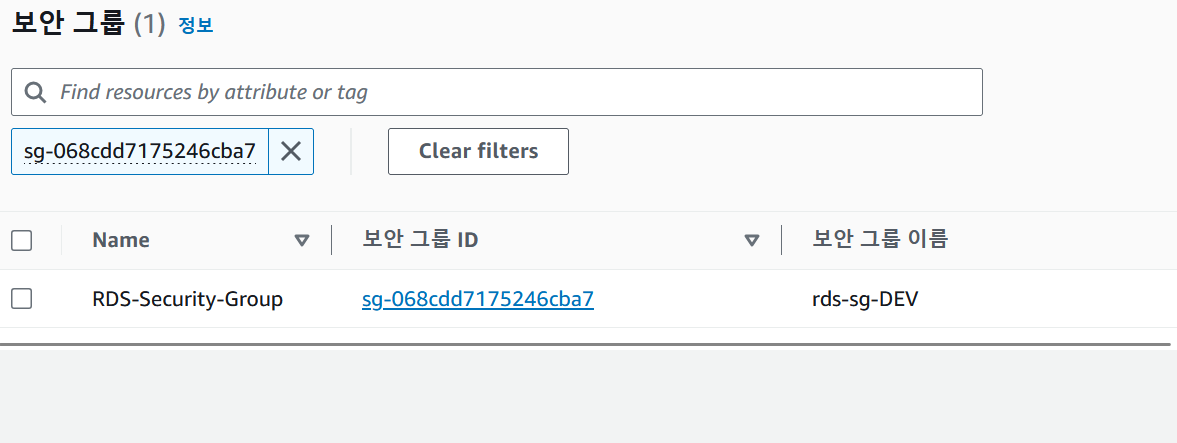 보안 그룹 (1) 정보
Find resources by attribute or tag
sg-068cdd7175246cba7 Clear filters
Name 보안 그룹 ID 보안 그룹 이름
RDS-Security-Group sg-068cdd7175246cba7 rds-sg-DEV